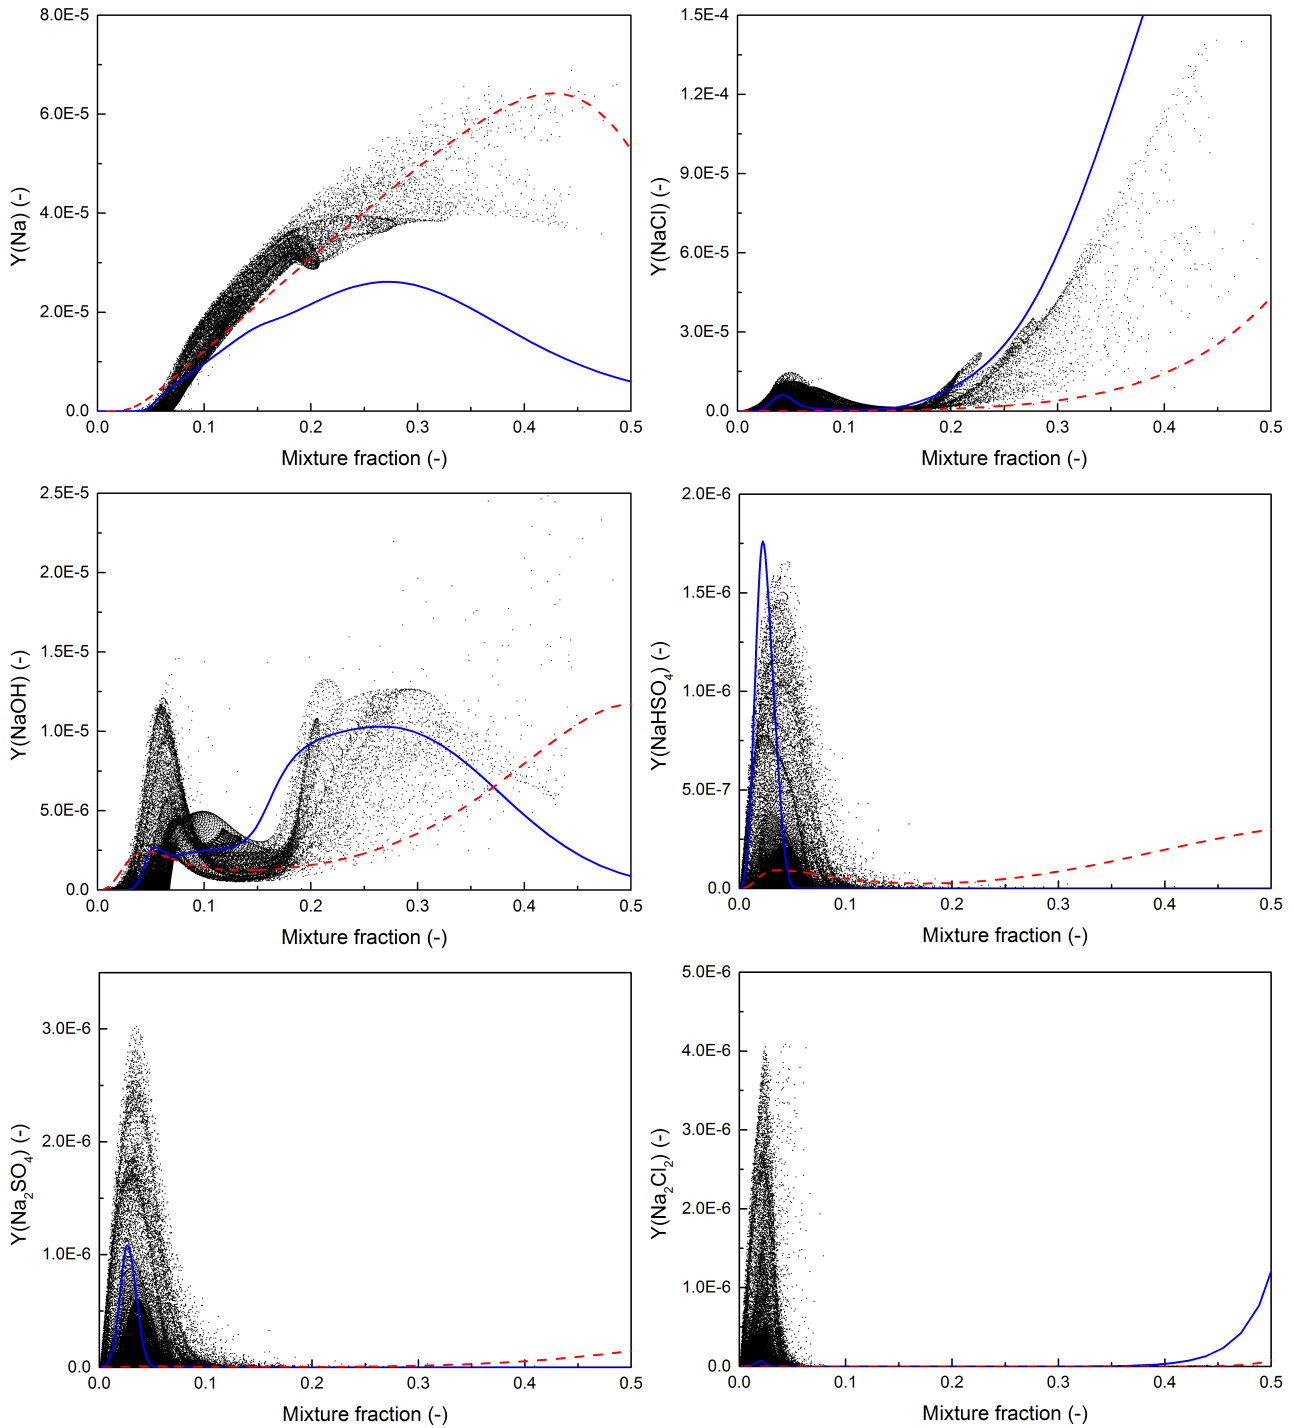 8.0E-5
6.0E-5
4.0E-5
2.0E-5
0.0
Y(Na) (-)
0.0 0.1 0.2 0.3 0.4 0.5
Mixture fraction (-)
1.5E-4
1.2E-4
9.0E-5
6.0E-5
3.0E-5
0.0
Y(NaCl) (-)
0.0 0.1 0.2 0.3 0.4 0.5
Mixture fraction (-)
2.5E-5
2.0E-5
1.5E-5
1.0E-5
5.0E-6
0.0
Y(NaOH) (-)
0.0 0.1 0.2 0.3 0.4 0.5
Mixture fraction (-)
2.0E-6
1.5E-6
1.0E-6
5.0E-7
0.0
Y(NaHSO₄) (-)
0.0 0.1 0.2 0.3 0.4 0.5
Mixture fraction (-)
3.0E-6
2.0E-6
1.0E-6
0.0
Y(Na₂SO₄) (-)
0.0 0.1 0.2 0.3 0.4 0.5
Mixture fraction (-)
5.0E-6
4.0E-6
3.0E-6
2.0E-6
1.0E-6
0.0
Y(Na₂Cl₂) (-)
0.0 0.1 0.2 0.3 0.4 0.5
Mixture fraction (-)